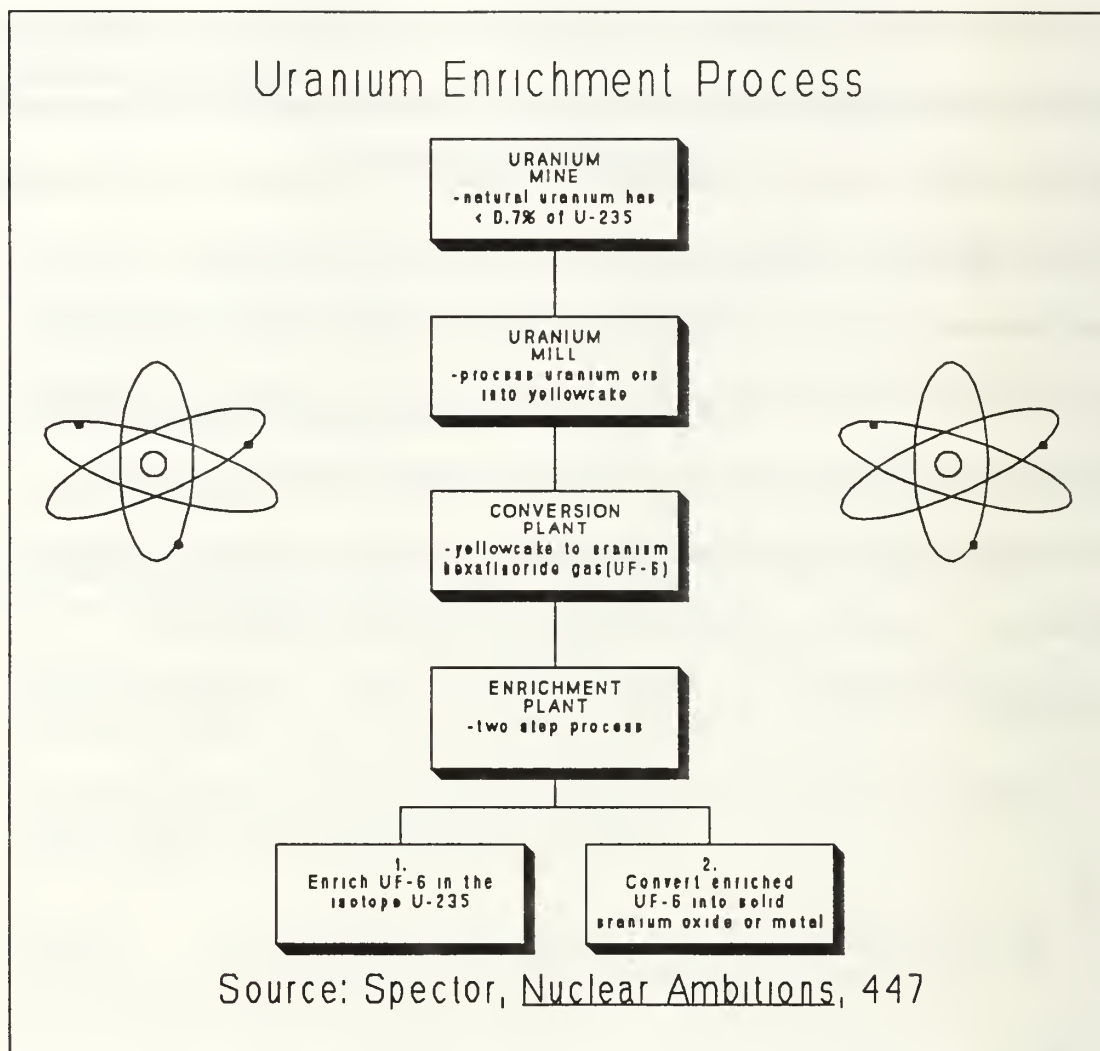 Uranium Enrichment Process
URANIUM
MINE
-natural uranium has
< 0.7% of U-235
URANIUM
MILL
-process uranium ore
into yellowcake
CONVERSION
PLANT
-yellowcake to uranium
hexafluoride gas(UF-6)
ENRICHMENT
PLANT
-two step process
1.
Enrich UF-6 in the
isotope U-235
2.
Convert enriched
UF-6 into solid
uranium oxide or metal
Source: Spector, Nuclear Ambitions, 447